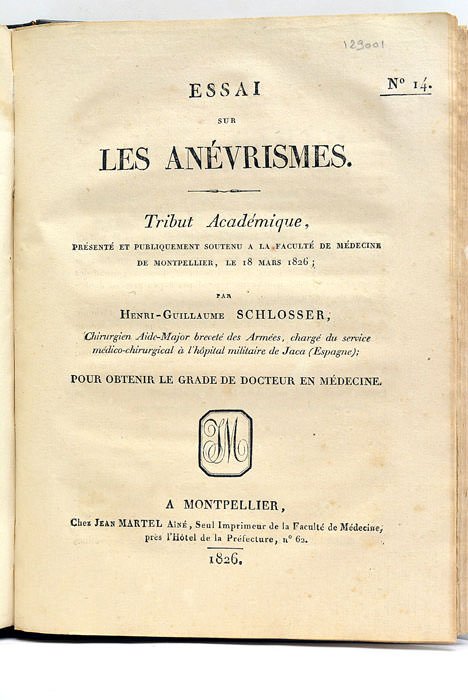 129001
N° 14.
ESSAI
SUR
LES ANÉVRISMES.
Tribut Académique,
PRÉSENTÉ ET PUBLIQUEMENT SOUTENU A LA FACULTÉ DE MÉDECINE
DE MONTPELLIER, LE 18 MARS 1826 ;
PAR
HENRI-GUILLAUME SCHLOSSER,
Chirurgien Aide-Major breveté des Armées, chargé du service
médico-chirurgical à l'hôpital militaire de Jaca (Espagne);
POUR OBTENIR LE GRADE DE DOCTEUR EN MÉDECINE.
JM
A MONTPELLIER,
Chez JEAN MARTEL AÎNÉ, Seul Imprimeur de la Faculté de Médecine,
près l'Hôtel de la Préfecture, n° 62.
1826.